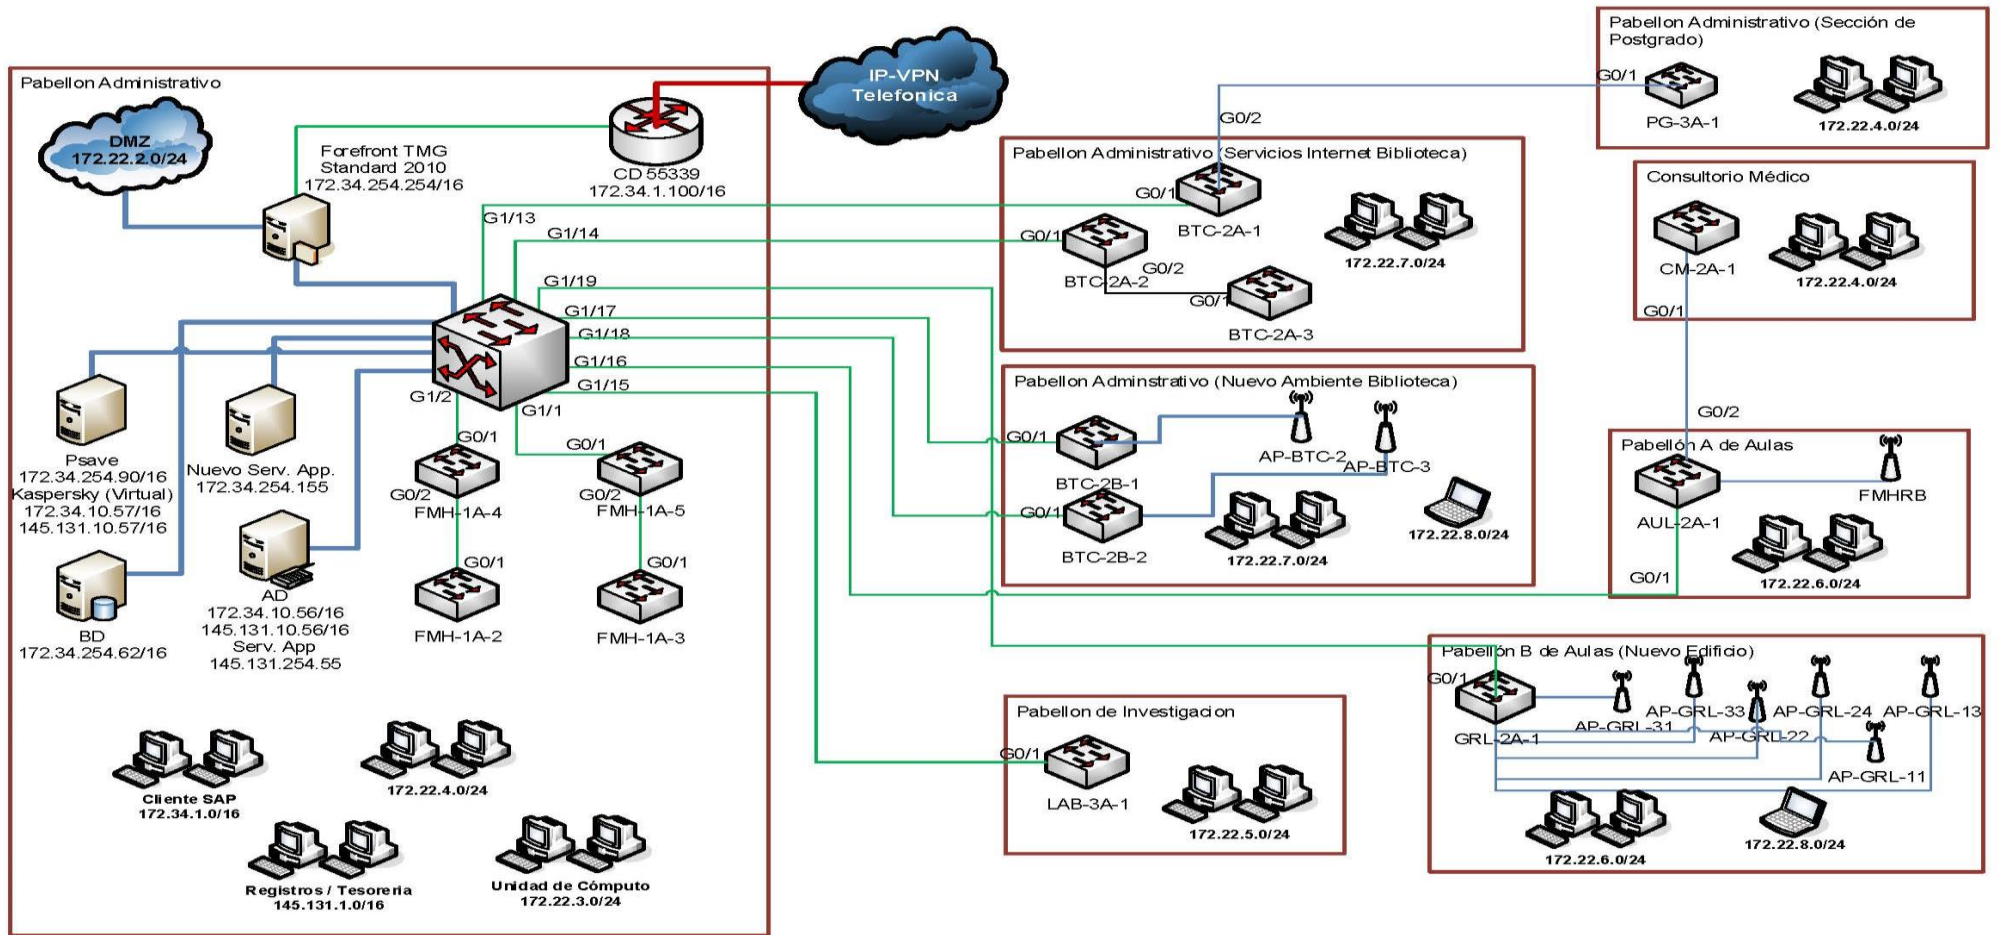 Pabellon Administrativo
DMZ
172.22.2.0/24
Forefront TMG
Standard 2010
172.34.254.254/16
CD 55339
172.34.1.100/16
IP-VPN
Telefonica
G1/13
G1/14
G1/19
G1/17
G1/18
G1/16
G1/15
G1/2
G1/1
Psave
172.34.254.90/16
Kaspersky (Virtual)
172.34.10.57/16
145.131.10.57/16
Nuevo Serv. App.
172.34.254.155
BD
172.34.254.62/16
AD
172.34.10.56/16
145.131.10.56/16
Serv. App
145.131.254.55
G0/1
G0/2
FMH-1A-4
G0/1
FMH-1A-2
G0/1
G0/2
FMH-1A-5
G0/1
FMH-1A-3
Cliente SAP
172.34.1.0/16
172.22.4.0/24
Registros / Tesoreria
145.131.1.0/16
Unidad de Cómputo
172.22.3.0/24
Pabellon Administrativo (Servicios Internet Biblioteca)
G0/2
G0/1
BTC-2A-1
G0/1
BTC-2A-2
G0/2
G0/1
BTC-2A-3
172.22.7.0/24
Pabellon Adminstrativo (Nuevo Ambiente Biblioteca)
G0/1
BTC-2B-1
AP-BTC-2
AP-BTC-3
G0/1
BTC-2B-2
172.22.7.0/24
172.22.8.0/24
Pabellon de Investigacion
G0/1
LAB-3A-1
172.22.5.0/24
Pabellon Administrativo (Sección de
Postgrado)
G0/1
PG-3A-1
172.22.4.0/24
Consultorio Médico
CM-2A-1
G0/1
172.22.4.0/24
G0/2
Pabellón A de Aulas
AUL-2A-1
FMHRB
G0/1
172.22.6.0/24
Pabellón B de Aulas (Nuevo Edificio)
G0/1
GRL-2A-1
AP-GRL-31
AP-GRL-33
AP-GRL-22
AP-GRL-24
AP-GRL-13
AP-GRL-11
172.22.6.0/24
172.22.8.0/24